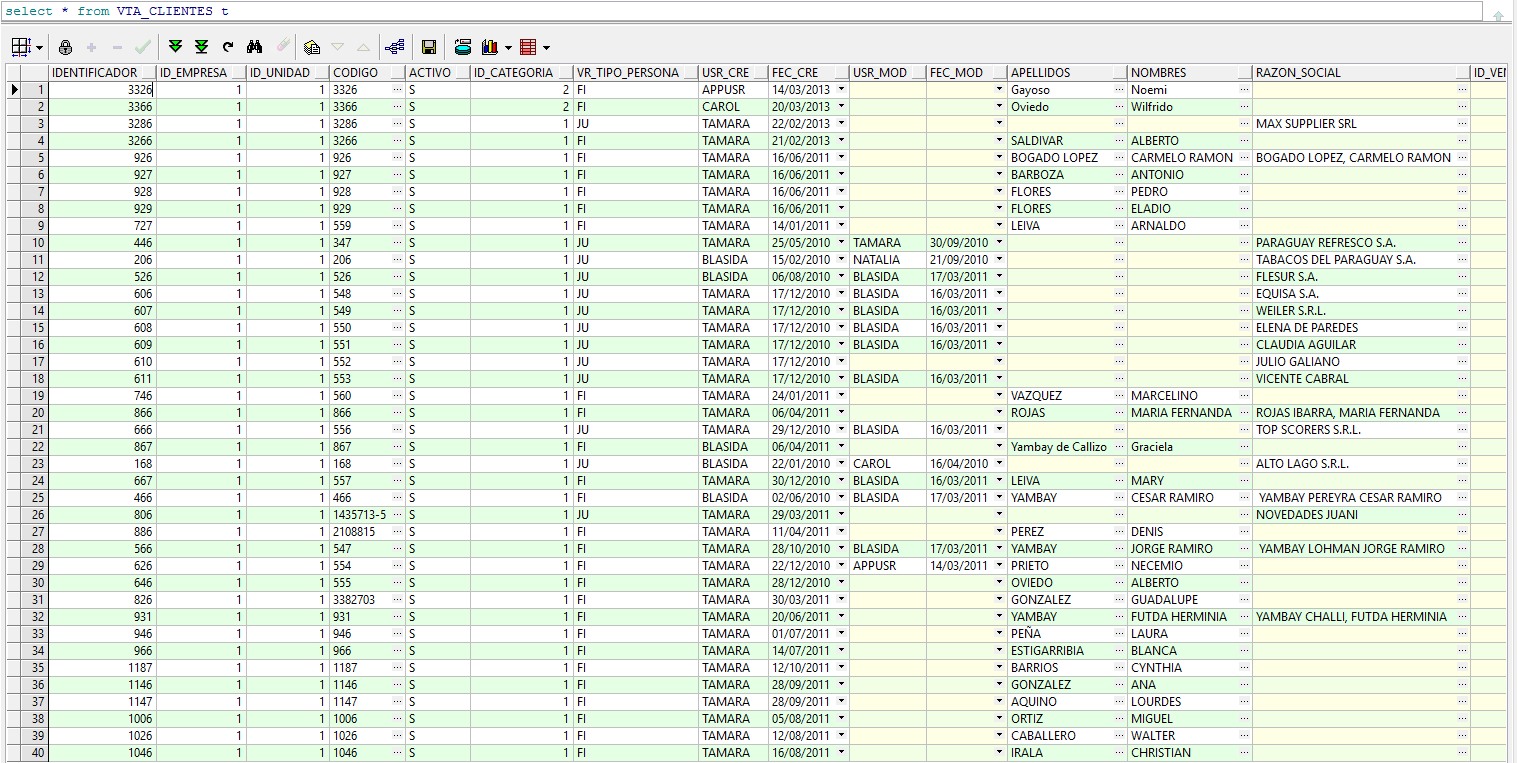 select * from VTA_CLIENTES t
IDENTIFICADOR ID_EMPRESA ID_UNIDAD CODIGO ACTIVO ID_CATEGORIA VR_TIPO_PERSONA USR_CRE FEC_CRE USR_MOD FEC_MOD APELLIDOS NOMBRES RAZON_SOCIAL
1 3326 1 1 3326 S 2 FI APPUSR 14/03/2013 Gayoso Noemi
2 3366 1 1 3366 S 2 FI CAROL 20/03/2013 Oviedo Wilfrido
3 3286 1 1 3286 S 1 JU TAMARA 22/02/2013 MAX SUPPLIER SRL
4 3266 1 1 3266 S 1 FI TAMARA 21/02/2013 SALDIVAR ALBERTO
5 926 1 1 926 S 1 FI TAMARA 16/06/2011 BOGADO LOPEZ CARMELO RAMON BOGADO LOPEZ, CARMELO RAMON
6 927 1 1 927 S 1 FI TAMARA 16/06/2011 BARBOZA ANTONIO
7 928 1 1 928 S 1 FI TAMARA 16/06/2011 FLORES PEDRO
8 929 1 1 929 S 1 FI TAMARA 16/06/2011 FLORES ELADIO
9 727 1 1 559 S 1 FI TAMARA 14/01/2011 LEIVA ARNALDO
10 446 1 1 347 S 1 JU TAMARA 25/05/2010 TAMARA 30/09/2010 PARAGUAY REFRESCO S.A.
11 206 1 1 206 S 1 JU BLASIDA 15/02/2010 NATALIA 21/09/2010 TABACOS DEL PARAGUAY S.A.
12 526 1 1 526 S 1 JU BLASIDA 06/08/2010 BLASIDA 17/03/2011 FLESUR S.A.
13 606 1 1 548 S 1 JU TAMARA 17/12/2010 BLASIDA 16/03/2011 EQUISA S.A.
14 607 1 1 549 S 1 JU TAMARA 17/12/2010 BLASIDA 16/03/2011 WEILER S.R.L.
15 608 1 1 550 S 1 JU TAMARA 17/12/2010 BLASIDA 16/03/2011 ELENA DE PAREDES
16 609 1 1 551 S 1 JU TAMARA 17/12/2010 BLASIDA 16/03/2011 CLAUDIA AGUILAR
17 610 1 1 552 S 1 JU TAMARA 17/12/2010 JULIO GALIANO
18 611 1 1 553 S 1 JU TAMARA 17/12/2010 BLASIDA 16/03/2011 VICENTE CABRAL
19 746 1 1 560 S 1 FI TAMARA 24/01/2011 VAZQUEZ MARCELINO
20 866 1 1 866 S 1 FI TAMARA 06/04/2011 ROJAS MARIA FERNANDA ROJAS IBARRA, MARIA FERNANDA
21 666 1 1 556 S 1 JU TAMARA 29/12/2010 BLASIDA 16/03/2011 TOP SCORERS S.R.L.
22 867 1 1 867 S 1 FI BLASIDA 06/04/2011 Yambay de Callizo Graciela
23 168 1 1 168 S 1 JU BLASIDA 22/01/2010 CAROL 16/04/2010 ALTO LAGO S.R.L.
24 667 1 1 557 S 1 FI TAMARA 30/12/2010 BLASIDA 16/03/2011 LEIVA MARY
25 466 1 1 466 S 1 FI BLASIDA 02/06/2010 BLASIDA 17/03/2011 YAMBAY CESAR RAMIRO YAMBAY PEREYRA CESAR RAMIRO
26 806 1 1 1435713-5 S 1 JU TAMARA 29/03/2011 NOVEDADES JUANI
27 886 1 1 2108815 S 1 FI TAMARA 11/04/2011 PEREZ DENIS
28 566 1 1 547 S 1 FI TAMARA 28/10/2010 BLASIDA 17/03/2011 YAMBAY JORGE RAMIRO YAMBAY LOHMAN JORGE RAMIRO
29 626 1 1 554 S 1 FI TAMARA 22/12/2010 APPUSR 14/03/2011 PRIETO NECEMIO
30 646 1 1 555 S 1 FI TAMARA 28/12/2010 OVIEDO ALBERTO
31 826 1 1 3382703 S 1 FI TAMARA 30/03/2011 GONZALEZ GUADALUPE
32 931 1 1 931 S 1 FI TAMARA 20/06/2011 YAMBAY FUTDA HERMINIA YAMBAY CHALLI, FUTDA HERMINIA
33 946 1 1 946 S 1 FI TAMARA 01/07/2011 PEÑA LAURA
34 966 1 1 966 S 1 FI TAMARA 14/07/2011 ESTIGARRIBIA BLANCA
35 1187 1 1 1187 S 1 FI TAMARA 12/10/2011 BARRIOS CYNTHIA
36 1146 1 1 1146 S 1 FI TAMARA 28/09/2011 GONZALEZ ANA
37 1147 1 1 1147 S 1 FI TAMARA 28/09/2011 AQUINO LOURDES
38 1006 1 1 1006 S 1 FI TAMARA 05/08/2011 ORTIZ MIGUEL
39 1026 1 1 1026 S 1 FI TAMARA 12/08/2011 CABALLERO WALTER
40 1046 1 1 1046 S 1 FI TAMARA 16/08/2011 IRALA CHRISTIAN